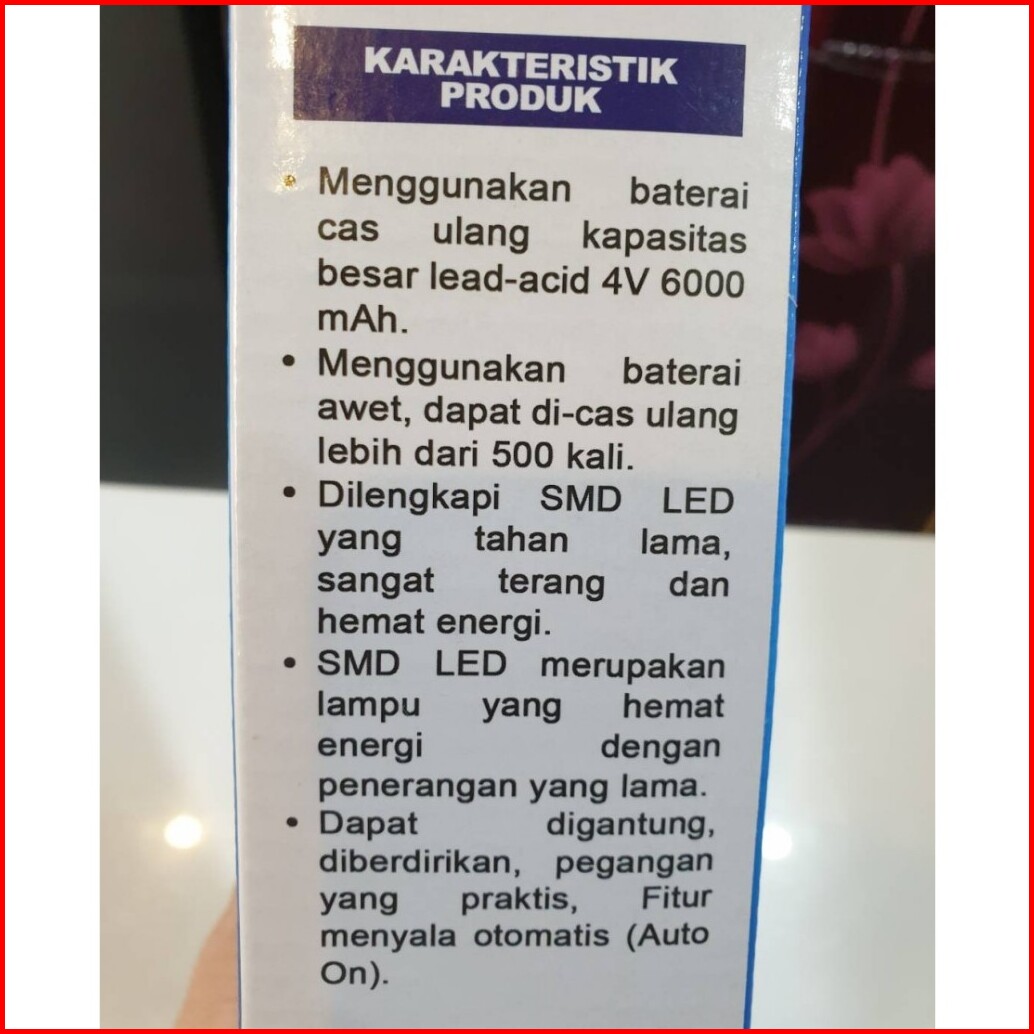 KARAKTERISTIK
PRODUK
• Menggunakan baterai
cas ulang kapasitas
besar lead-acid 4V 6000
mAh.
• Menggunakan baterai
awet, dapat di-cas ulang
lebih dari 500 kali.
• Dilengkapi SMD LED
yang tahan lama,
sangat terang dan
hemat energi.
• SMD LED merupakan
lampu yang hemat
energi dengan
penerangan yang lama.
• Dapat digantung,
diberdirikan, pegangan
yang praktis, Fitur
menyala otomatis (Auto
On).